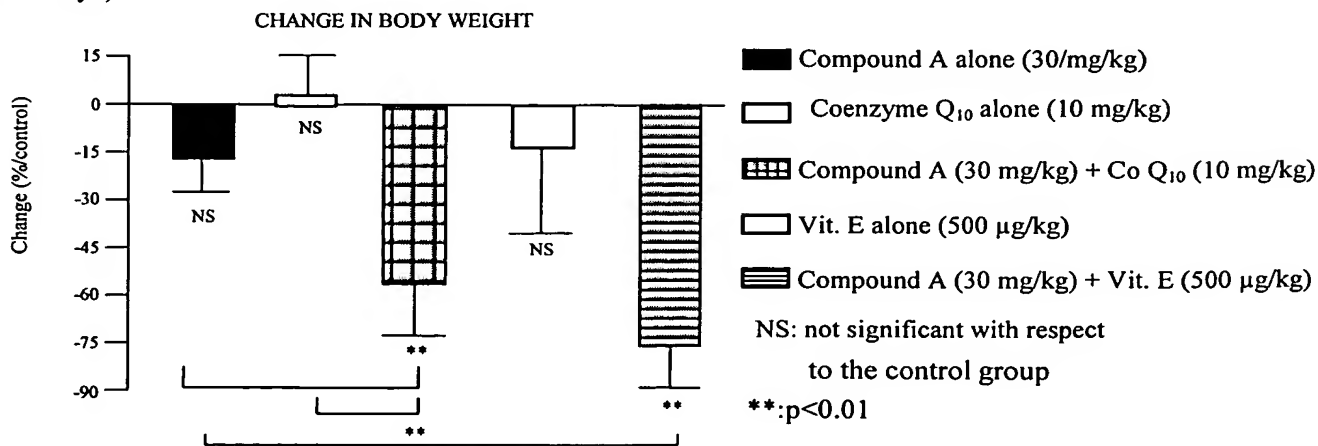 CHANGE IN BODY WEIGHT
Change (%/control)
15
0
-15
-30
-45
-60
-75
-90
NS
NS
**
NS
**
**
Compound A alone (30/mg/kg)
Coenzyme Q₁₀ alone (10 mg/kg)
Compound A (30 mg/kg) + Co Q₁₀ (10 mg/kg)
Vit. E alone (500 µg/kg)
Compound A (30 mg/kg) + Vit. E (500 µg/kg)
NS: not significant with respect
to the control group
**:p<0.01